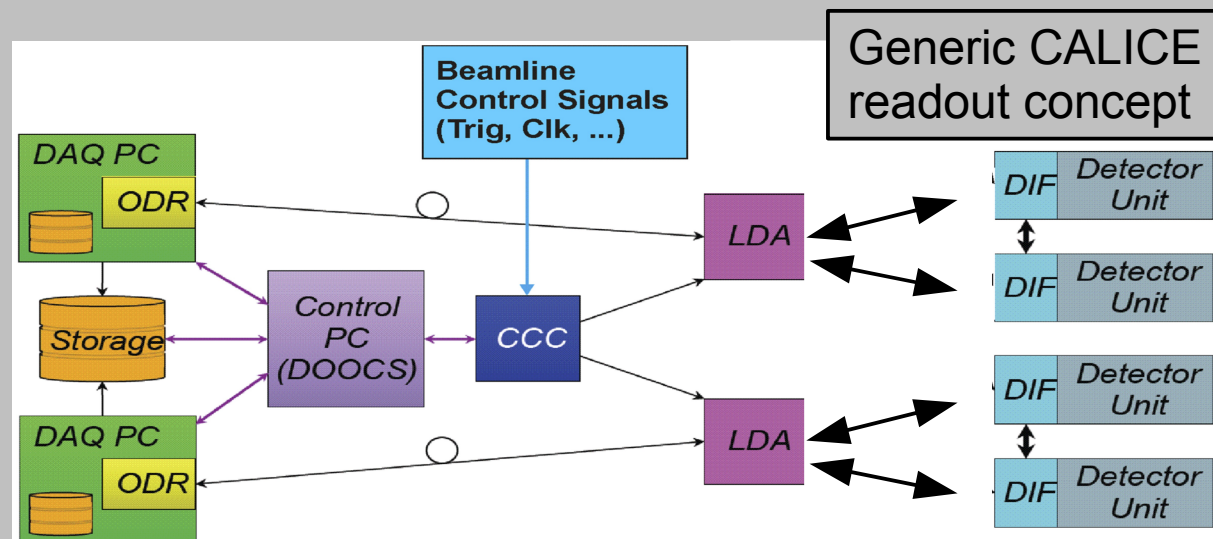 Generic CALICE
readout concept
Beamline
Control Signals
(Trig, Clk, ...)
DAQ PC
ODR
Storage
DAQ PC
ODR
Control
PC
(DOOCS)
CCC
LDA
LDA
DIF
Detector
Unit
DIF
Detector
Unit
DIF
Detector
Unit
DIF
Detector
Unit